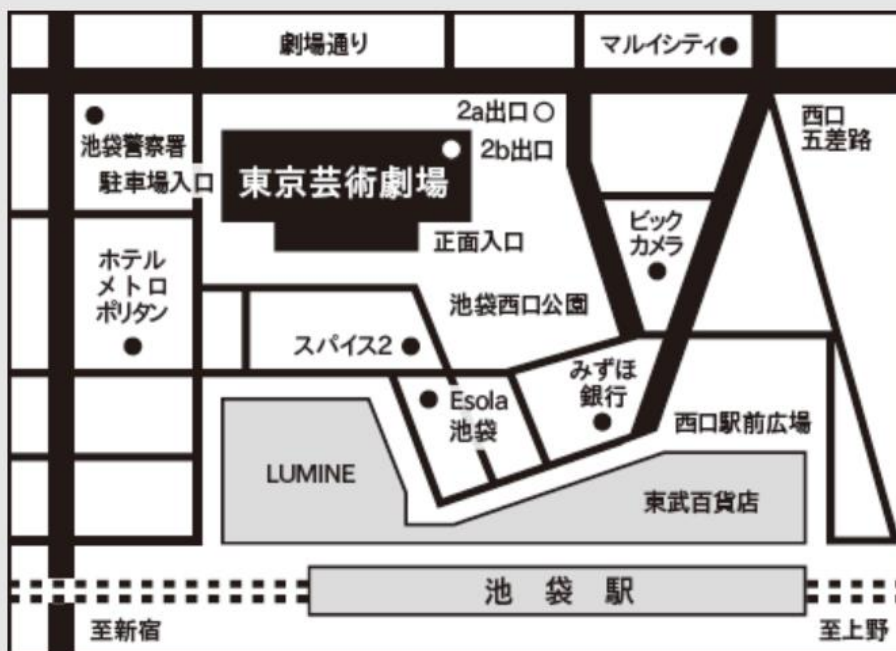 劇場通り
マルイシティ
2a出口
2b出口
西口
五差路
池袋警察署
駐車場入口
東京芸術劇場
正面入口
ビック
カメラ
ホテル
メトロ
ポリタン
池袋西口公園
スパイス2
みずほ
銀行
Esola
池袋
西口駅前広場
LUMINE
東武百貨店
池袋駅
至新宿
至上野